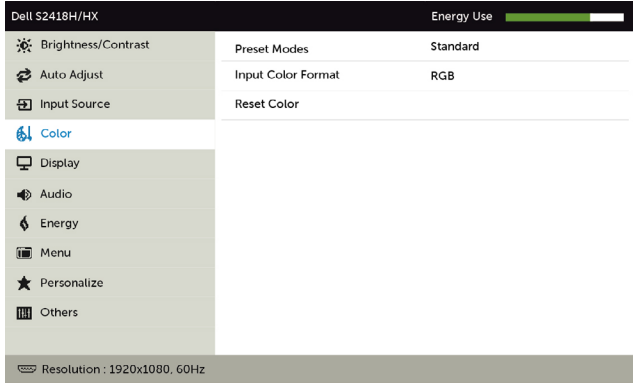 Dell S2418H/HX Energy Use
Brightness/Contrast
Preset Modes Standard
Auto Adjust
Input Color Format RGB
Input Source
Reset Color
Color
Display
Audio
Energy
Menu
Personalize
Others
Resolution : 1920x1080, 60Hz